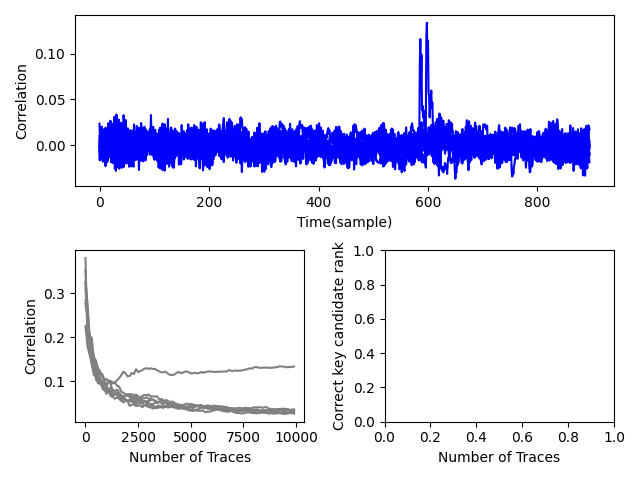 0.10
0.05
0.00
Correlation
0 200 400 600 800
Time(sample)
0.3
0.2
0.1
Correlation
0 2500 5000 7500 10000
Number of Traces
1.0
0.8
0.6
0.4
0.2
0.0
Correct key candidate rank
0.0 0.2 0.4 0.6 0.8 1.0
Number of Traces